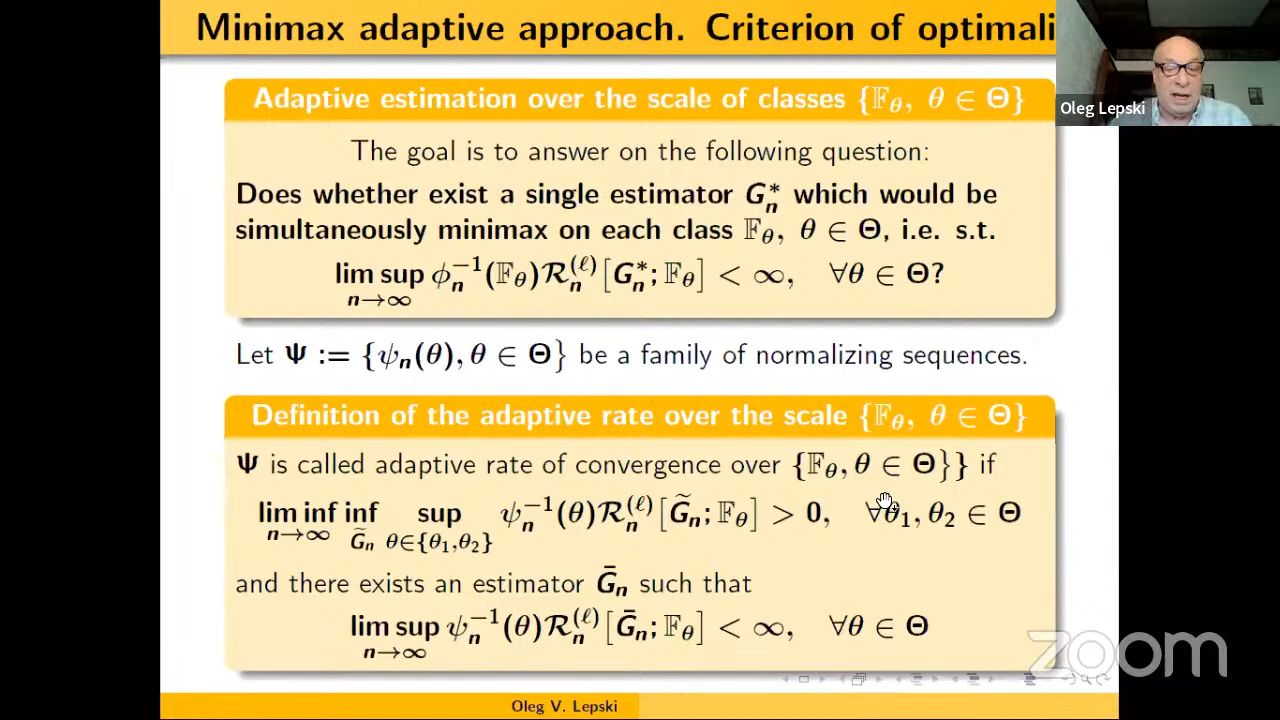 Minimax adaptive approach. Criterion of optimali
Oleg Lepski
Adaptive estimation over the scale of classes {𝔽_θ, θ ∈ Θ}
The goal is to answer on the following question:
Does whether exist a single estimator G_n^* which would be
simultaneously minimax on each class 𝔽_θ, θ ∈ Θ, i.e. s.t.
lim sup_{n→∞} ϕ_n^{-1}(𝔽_θ)ℛ_n^{(ℓ)}[G_n^*; 𝔽_θ] < ∞, ∀θ ∈ Θ?
Let Ψ := {ψ_n(θ), θ ∈ Θ} be a family of normalizing sequences.
Definition of the adaptive rate over the scale {𝔽_θ, θ ∈ Θ}
Ψ is called adaptive rate of convergence over {𝔽_θ, θ ∈ Θ}} if
lim inf_{n→∞} inf_{G̃_n} sup_{θ∈{θ_1,θ_2}} ψ_n^{-1}(θ)ℛ_n^{(ℓ)}[G̃_n; 𝔽_θ] > 0, ∀θ_1, θ_2 ∈ Θ
and there exists an estimator Ḡ_n such that
lim sup_{n→∞} ψ_n^{-1}(θ)ℛ_n^{(ℓ)}[Ḡ_n; 𝔽_θ] < ∞, ∀θ ∈ Θ
zoom
Oleg V. Lepski